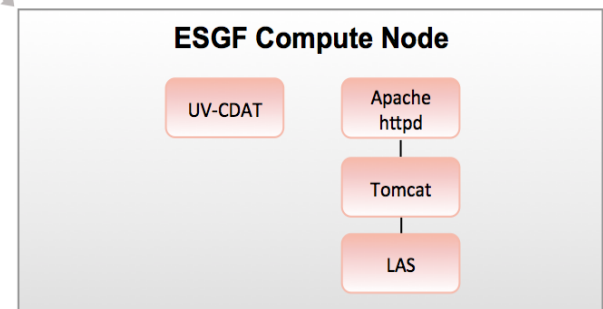 ESGF Compute Node
UV-CDAT
Apache
httpd
Tomcat
LAS